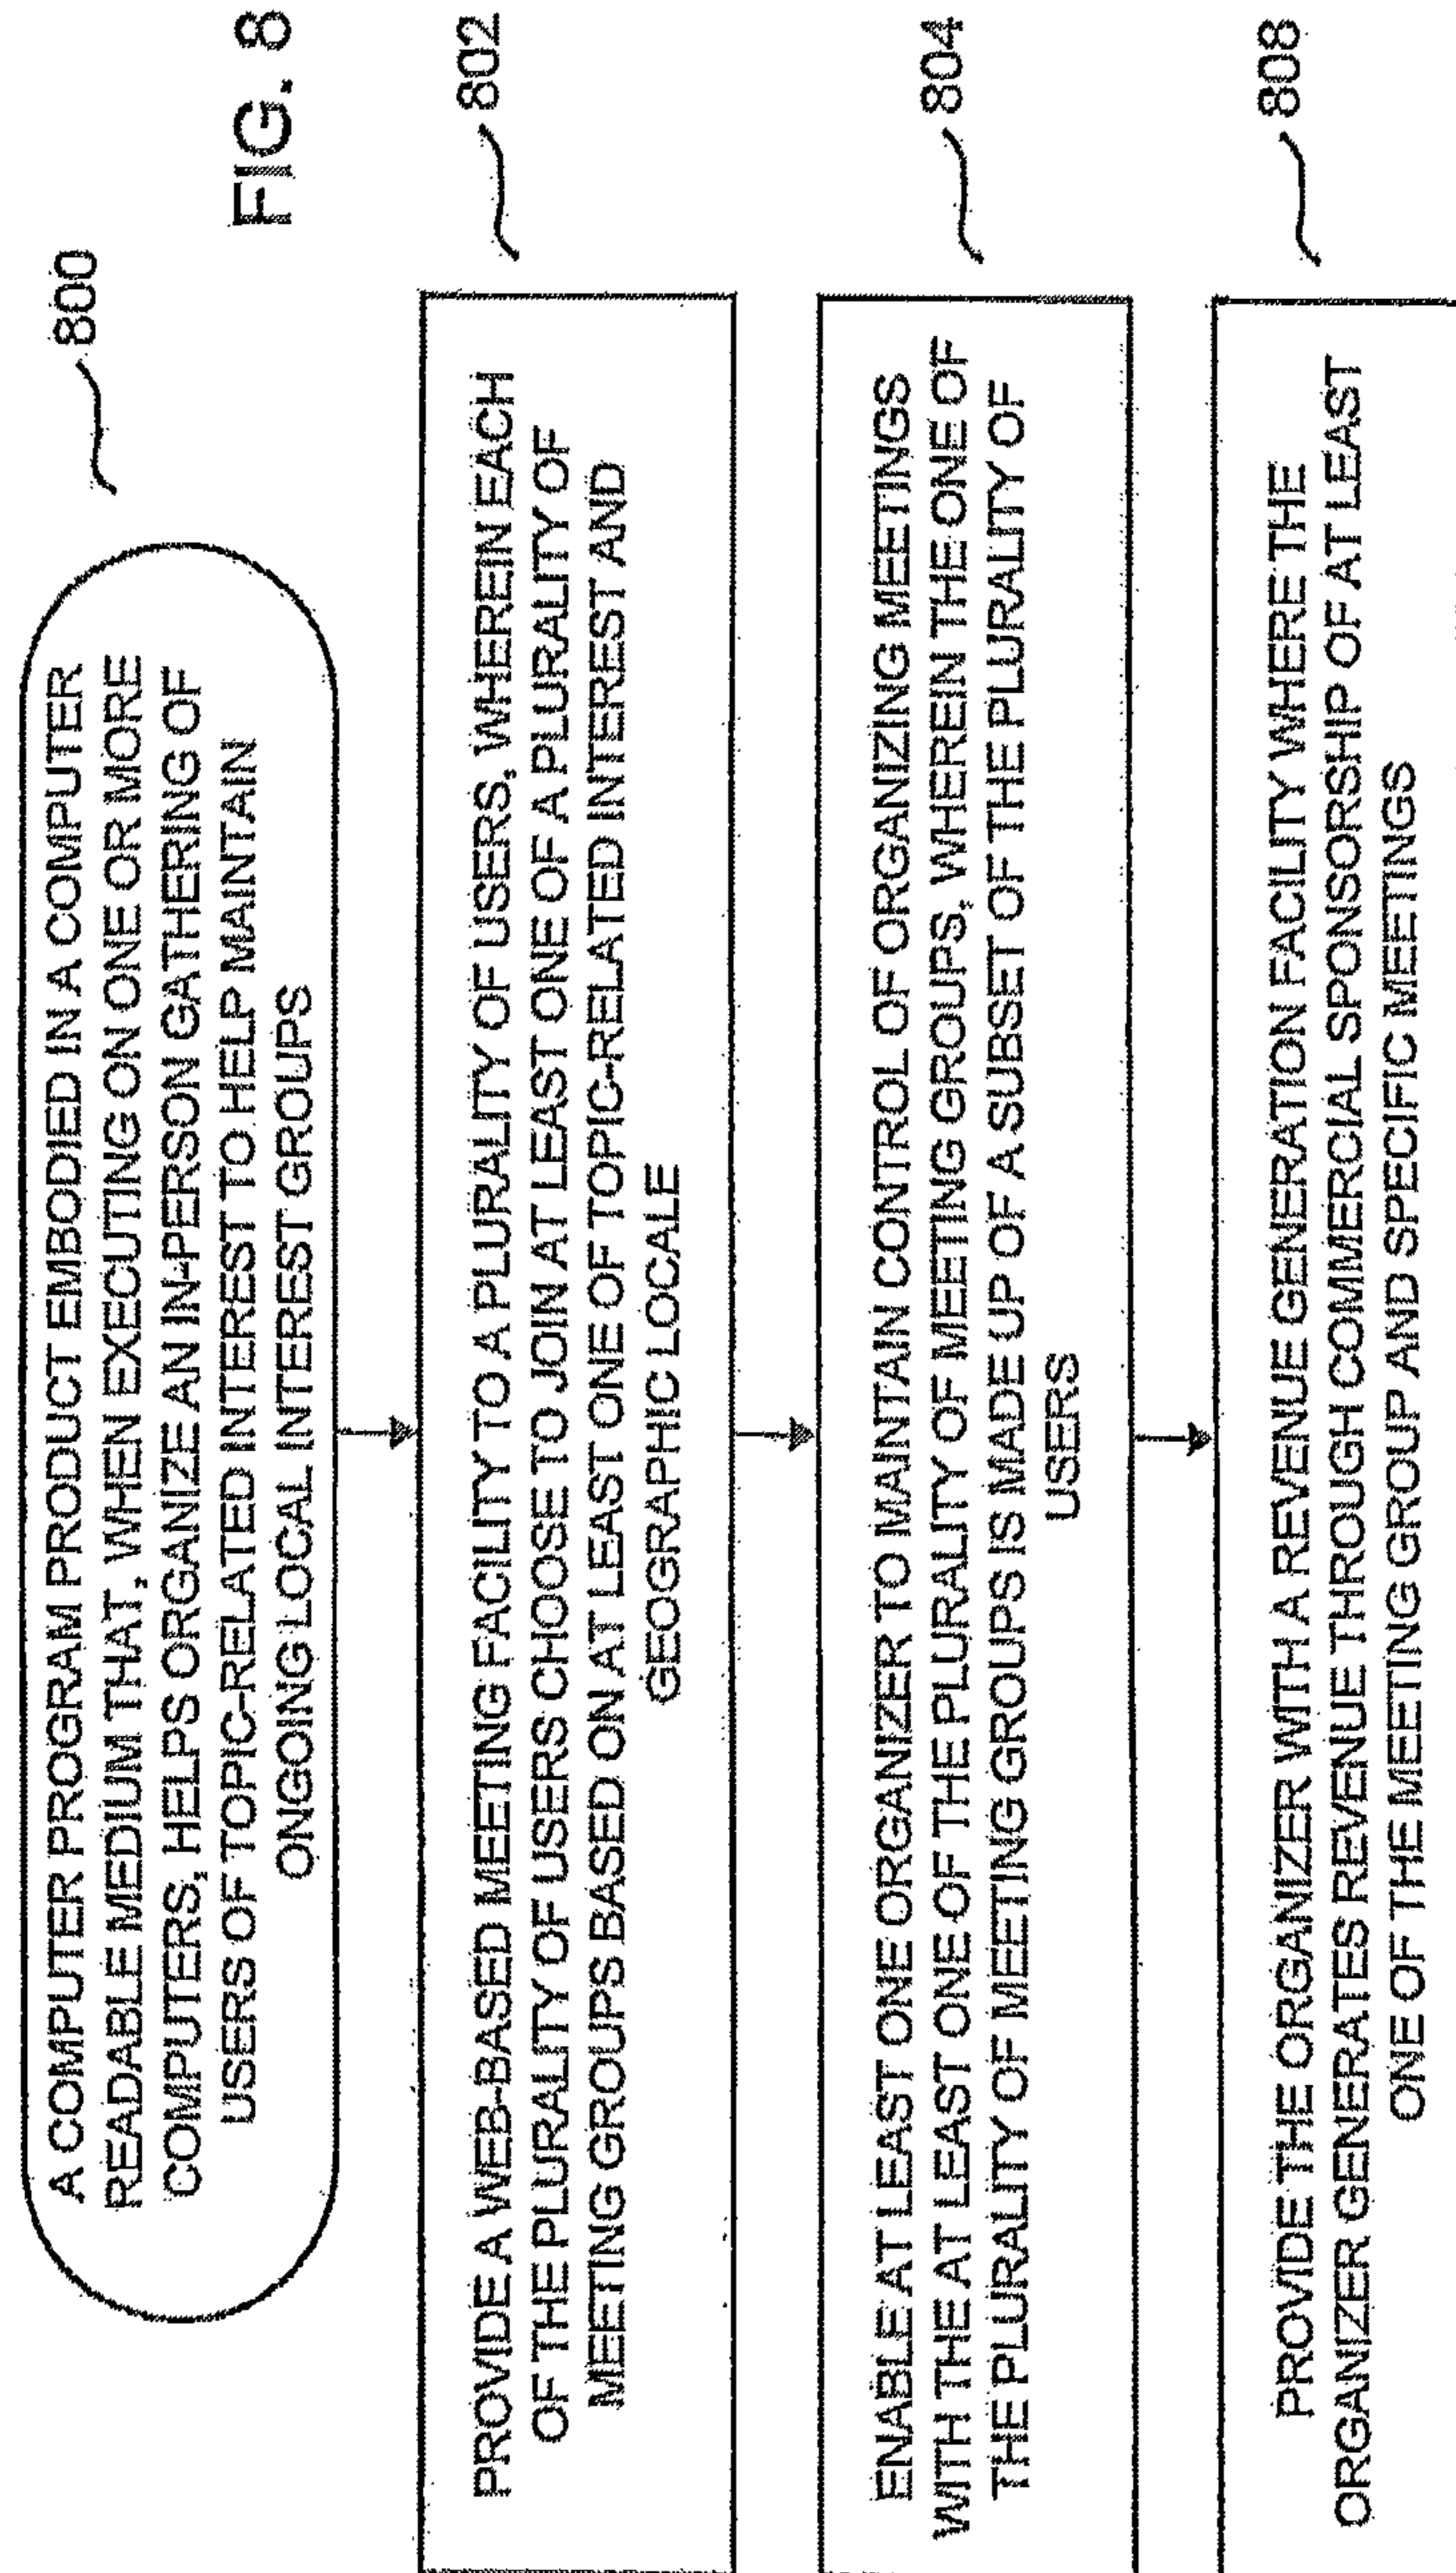 FIG. 8
800
A COMPUTER PROGRAM PRODUCT EMBODIED IN A COMPUTER
READABLE MEDIUM THAT, WHEN EXECUTING ON ONE OR MORE
COMPUTERS, HELPS ORGANIZE AN IN-PERSON GATHERING OF
USERS OF TOPIC-RELATED INTEREST TO HELP MAINTAIN
ONGOING LOCAL INTEREST GROUPS
802
PROVIDE A WEB-BASED MEETING FACILITY TO A PLURALITY OF USERS, WHEREIN EACH
OF THE PLURALITY OF USERS CHOOSE TO JOIN AT LEAST ONE OF A PLURALITY OF
MEETING GROUPS BASED ON AT LEAST ONE OF TOPIC-RELATED INTEREST AND
GEOGRAPHIC LOCALE
804
ENABLE AT LEAST ONE ORGANIZER TO MAINTAIN CONTROL OF ORGANIZING MEETINGS
WITH THE AT LEAST ONE OF THE PLURALITY OF MEETING GROUPS, WHEREIN THE ONE OF
THE PLURALITY OF MEETING GROUPS IS MADE UP OF A SUBSET OF THE PLURALITY OF
USERS
808
PROVIDE THE ORGANIZER WITH A REVENUE GENERATION FACILITY WHERE THE
ORGANIZER GENERATES REVENUE THROUGH COMMERCIAL SPONSORSHIP OF AT LEAST
ONE OF THE MEETING GROUP AND SPECIFIC MEETINGS